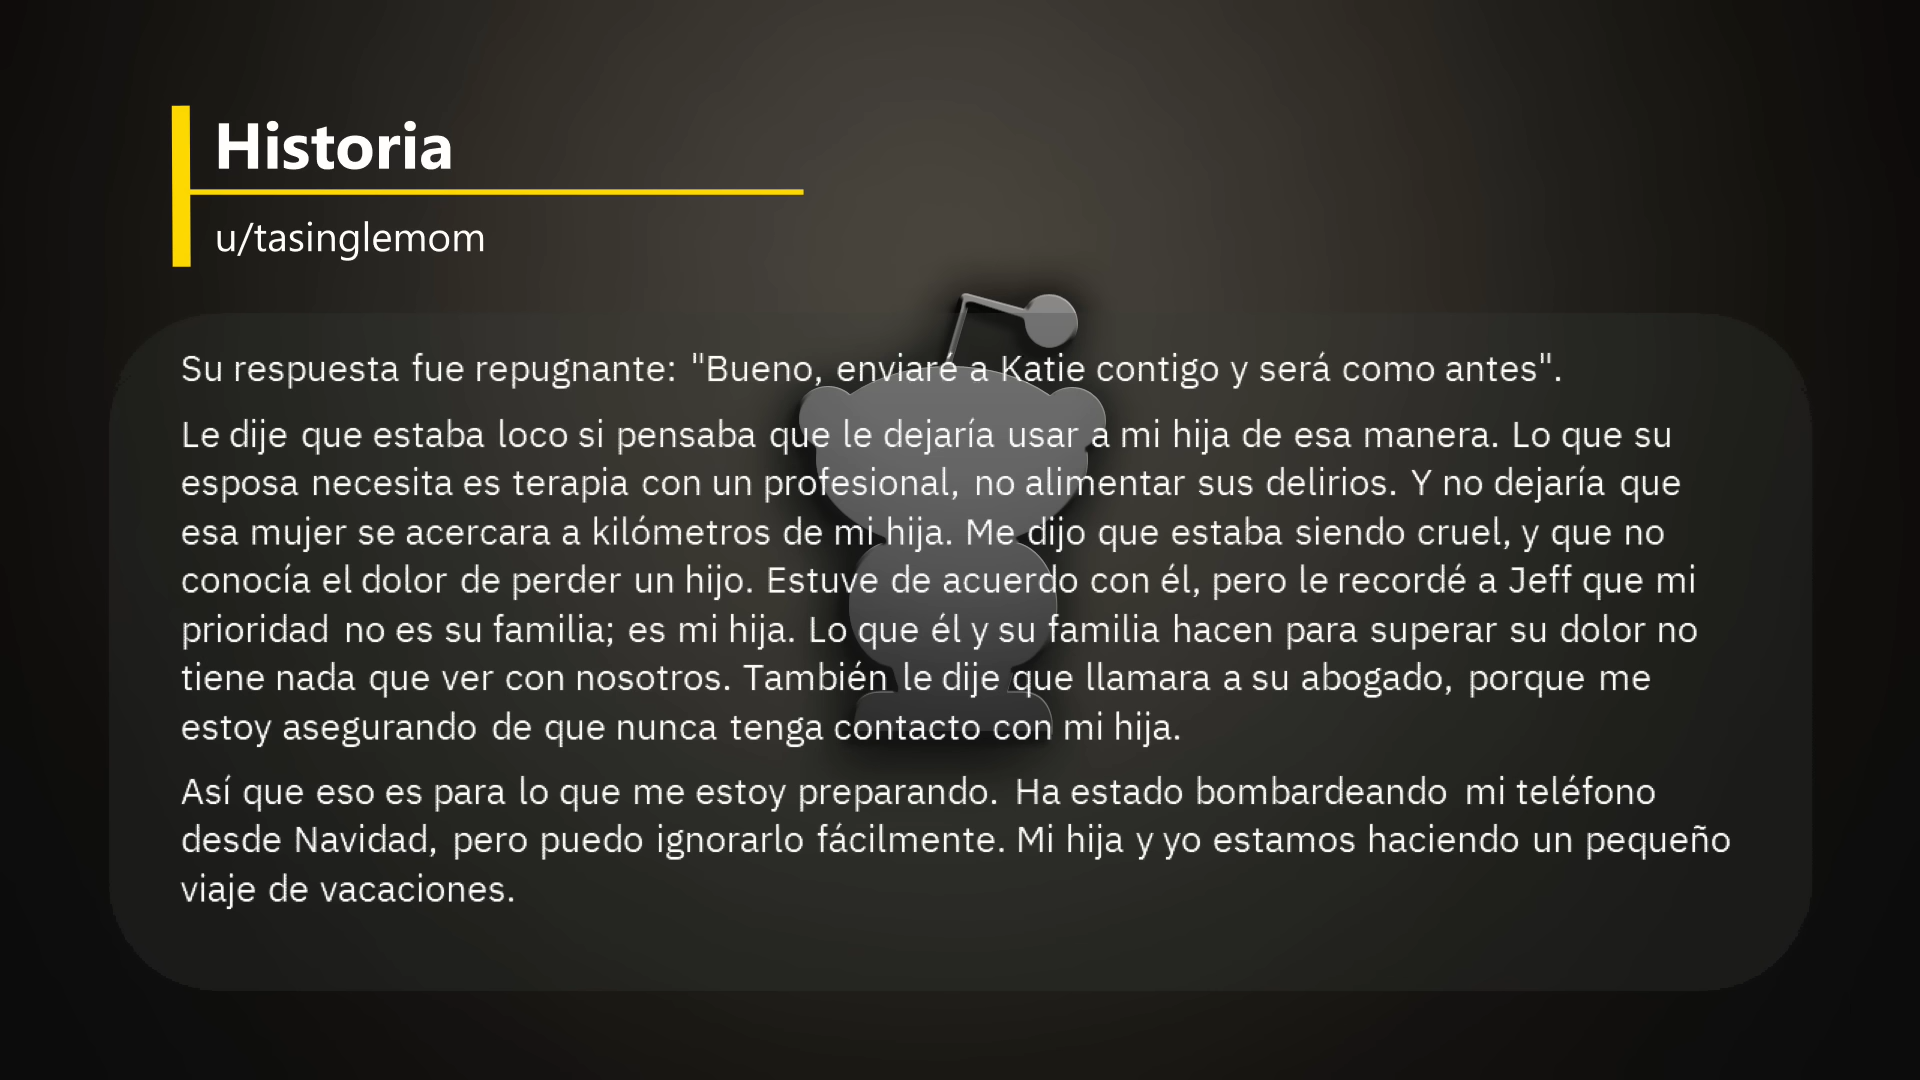 Historia
u/tasinglemom
Su respuesta fue repugnante: "Bueno, enviaré a Katie contigo y será como antes".
Le dije que estaba loco si pensaba que le dejaría usar a mi hija de esa manera. Lo que su
esposa necesita es terapia con un profesional, no alimentar sus delirios. Y no dejaría que
esa mujer se acercara a kilómetros de mi hija. Me dijo que estaba siendo cruel, y que no
conocía el dolor de perder un hijo. Estuve de acuerdo con él, pero le recordé a Jeff que mi
prioridad no es su familia; es mi hija. Lo que él y su familia hacen para superar su dolor no
tiene nada que ver con nosotros. También le dije que llamara a su abogado, porque me
estoy asegurando de que nunca tenga contacto con mi hija.
Así que eso es para lo que me estoy preparando. Ha estado bombardeando mi teléfono
desde Navidad, pero puedo ignorarlo fácilmente. Mi hija y yo estamos haciendo un pequeño
viaje de vacaciones.